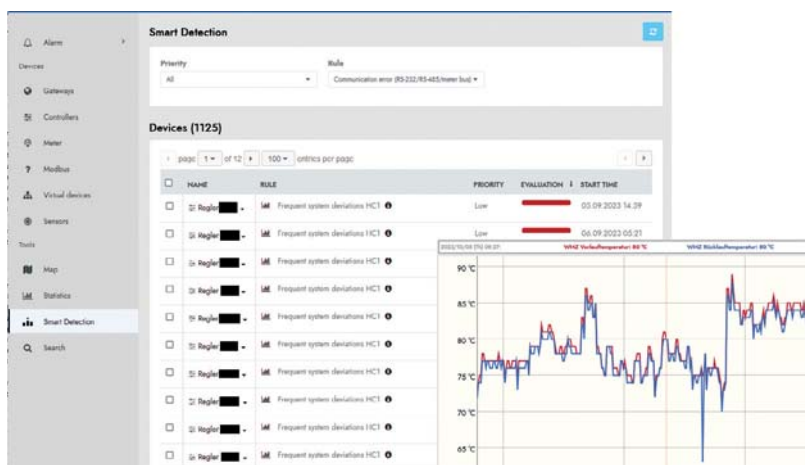 Alarm
Devices
Gateways
Controllers
Meter
Modbus
Virtual devices
Sensors
Tools
Map
Statistics
Smart Detection
Search
Smart Detection
Priority Rule
All Communication error (RS-232/RS-485/meter bus)
Devices (1125)
page 1 of 12 100 entries per page
NAME RULE PRIORITY EVALUATION START TIME
Regler Frequent system deviations HC1 Low 03.09.2023 14:39
Regler Frequent system deviations HC1 Low 06.09.2023 05:21
Regler Frequent system deviations HC1
Regler Frequent system deviations HC1
Regler Frequent system deviations HC1
Regler Frequent system deviations HC1
Regler Frequent system deviations HC1
Regler Frequent system deviations HC1
Regler Frequent system deviations HC1
Regler Frequent system deviations HC1
WMZ Vorlauftemperatur: 80 °C WMZ Rücklauftemperatur: 80 °C
90 °C
85 °C
80 °C
75 °C
70 °C
65 °C